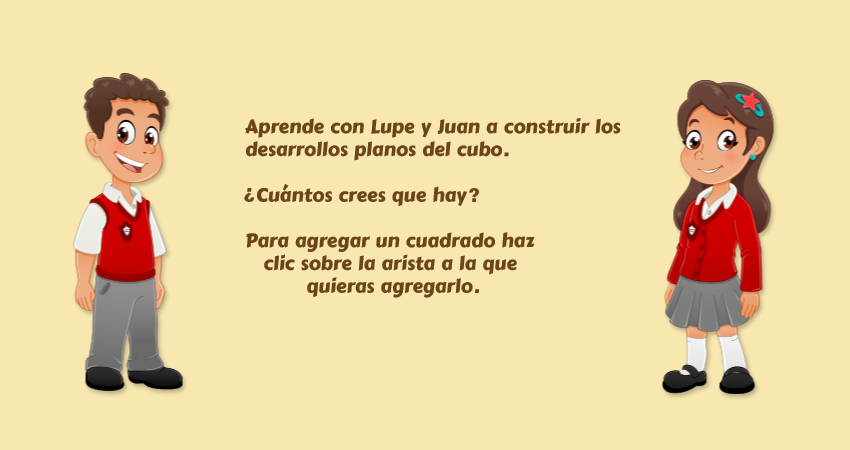 Aprende con Lupe y Juan a construir los
desarrollos planos del cubo.
¿Cuántos crees que hay?
Para agregar un cuadrado haz
clic sobre la arista a la que
quieras agregarlo.